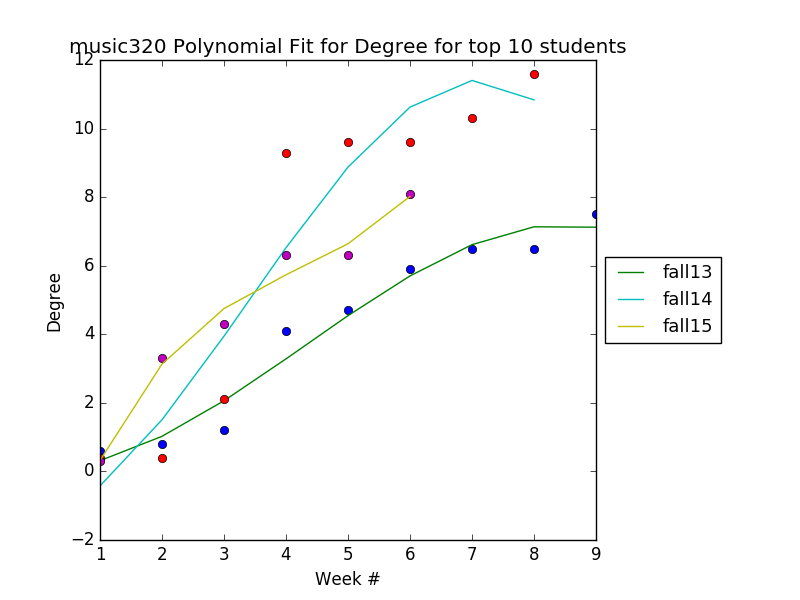 music320 Polynomial Fit for Degree for top 10 students
12
10
8
6
4
2
0
−2
Degree
1 2 3 4 5 6 7 8 9
Week #
fall13
fall14
fall15